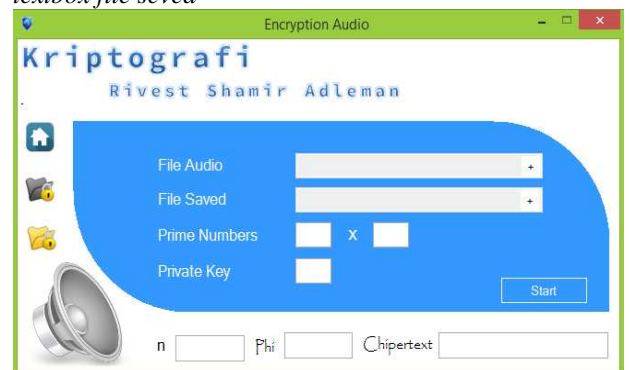 textbox file seved
Encryption Audio
Kriptografi
Rivest Shamir Adleman
File Audio +
File Saved +
Prime Numbers X
Private Key
Start
n Phi Chipertext